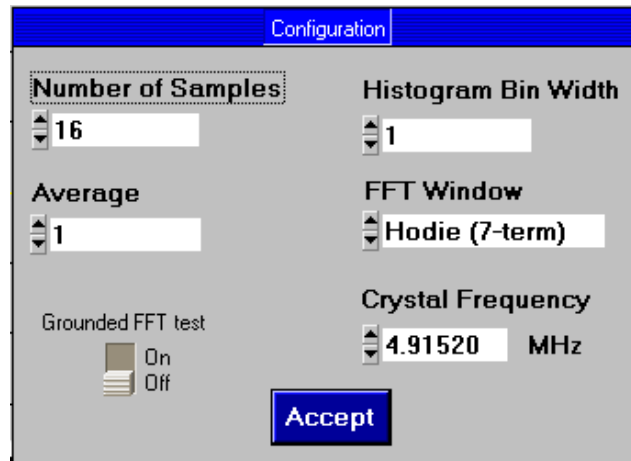 Configuration
Number of Samples
16
Histogram Bin Width
1
Average
1
FFT Window
Hodie (7-term)
Crystal Frequency
4.91520 MHz
Grounded FFT test
On
Off
Accept